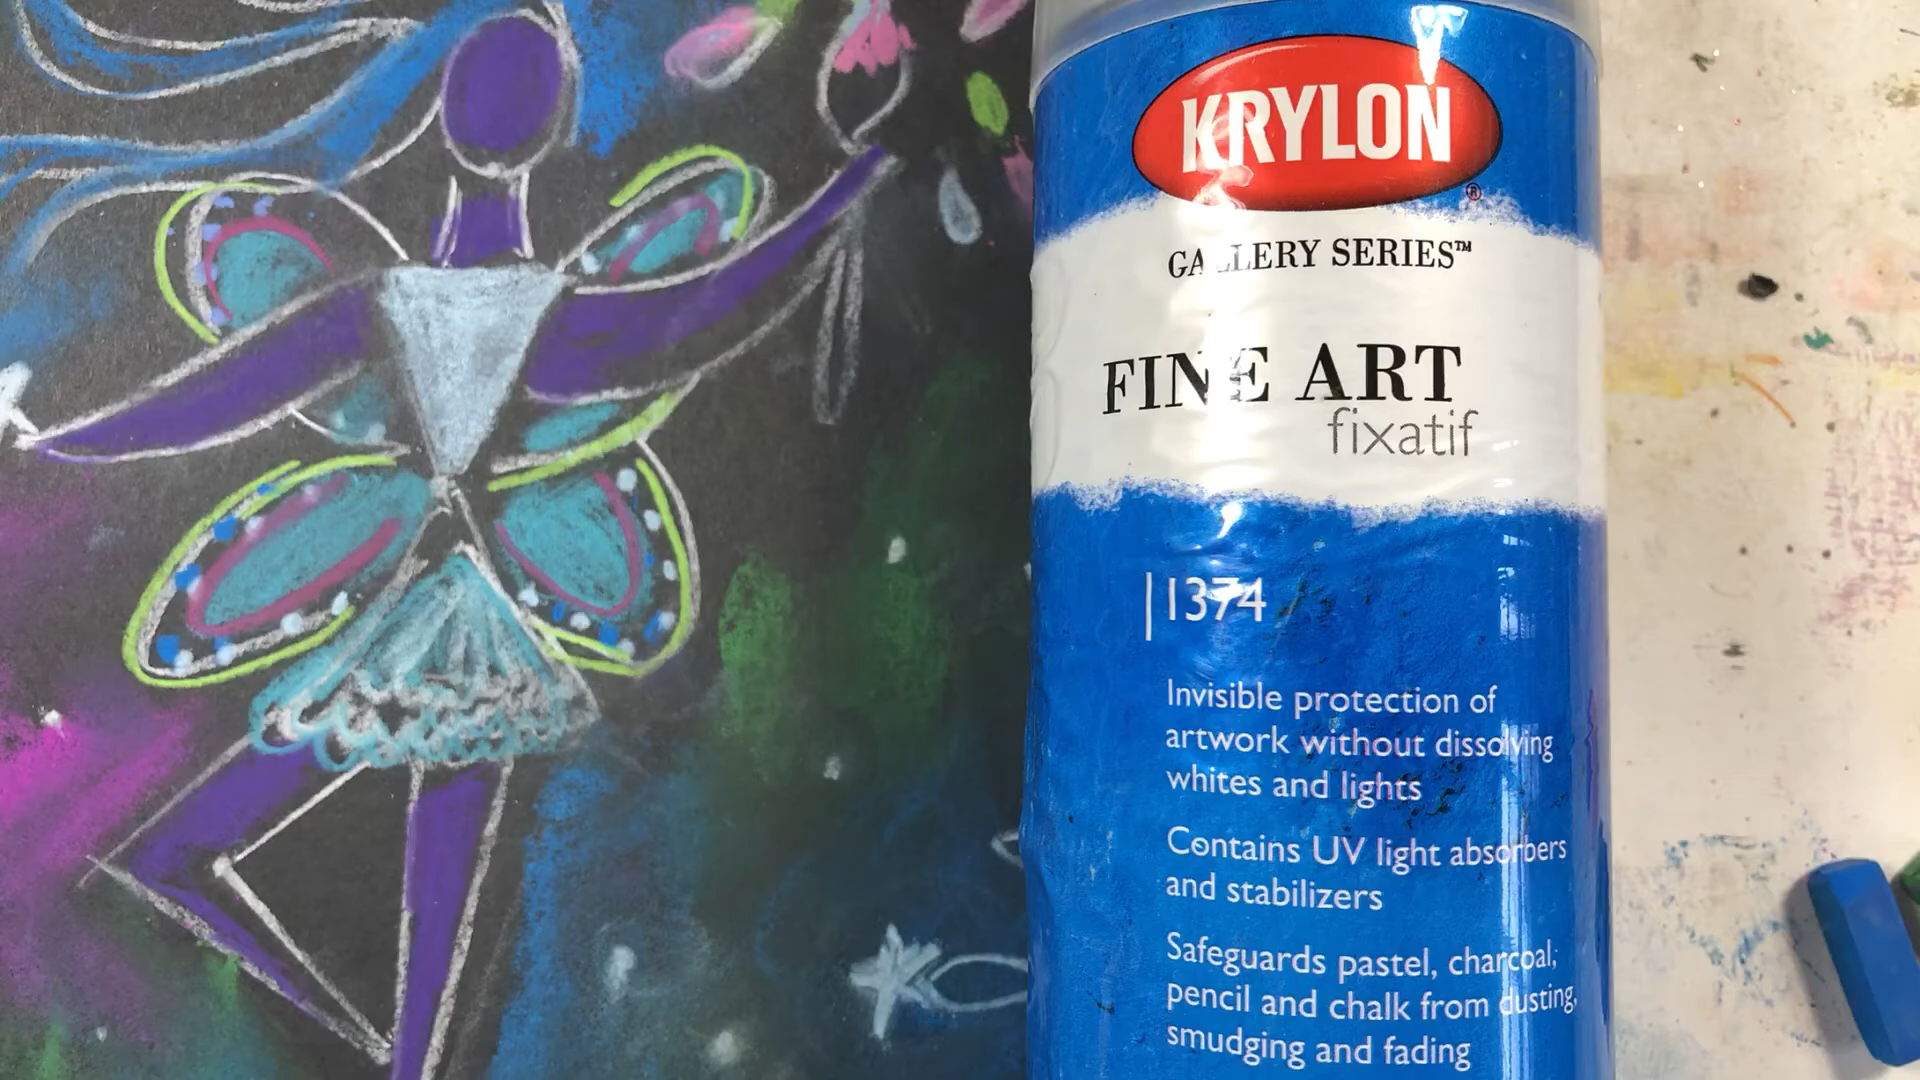 KRYLON
®
GALLERY SERIES™
FINE ART
fixatif
1374
Invisible protection of
artwork without dissolving
whites and lights
Contains UV light absorbers
and stabilizers
Safeguards pastel, charcoal,
pencil and chalk from dusting,
smudging and fading